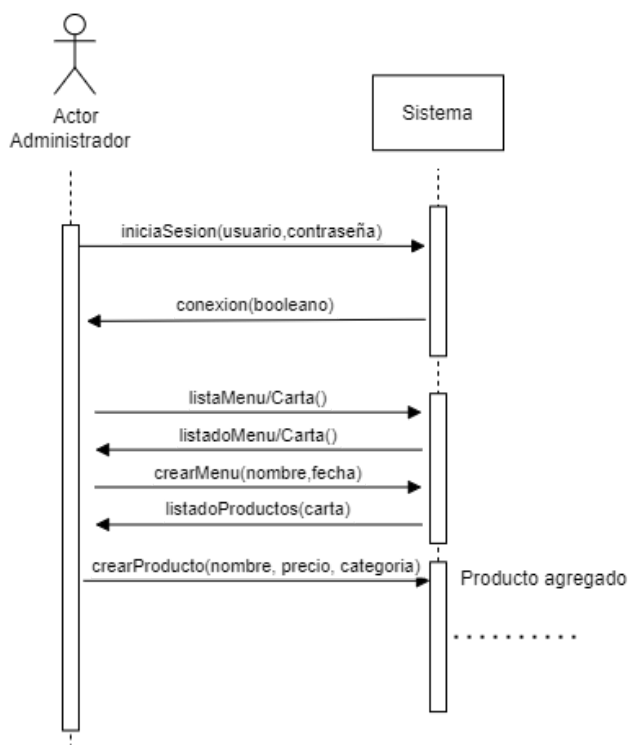 Actor
Administrador
Sistema
iniciaSesion(usuario,contraseña)
conexion(booleano)
listaMenu/Carta()
listadoMenu/Carta()
crearMenu(nombre,fecha)
listadoProductos(carta)
crearProducto(nombre, precio, categoria)
Producto agregado